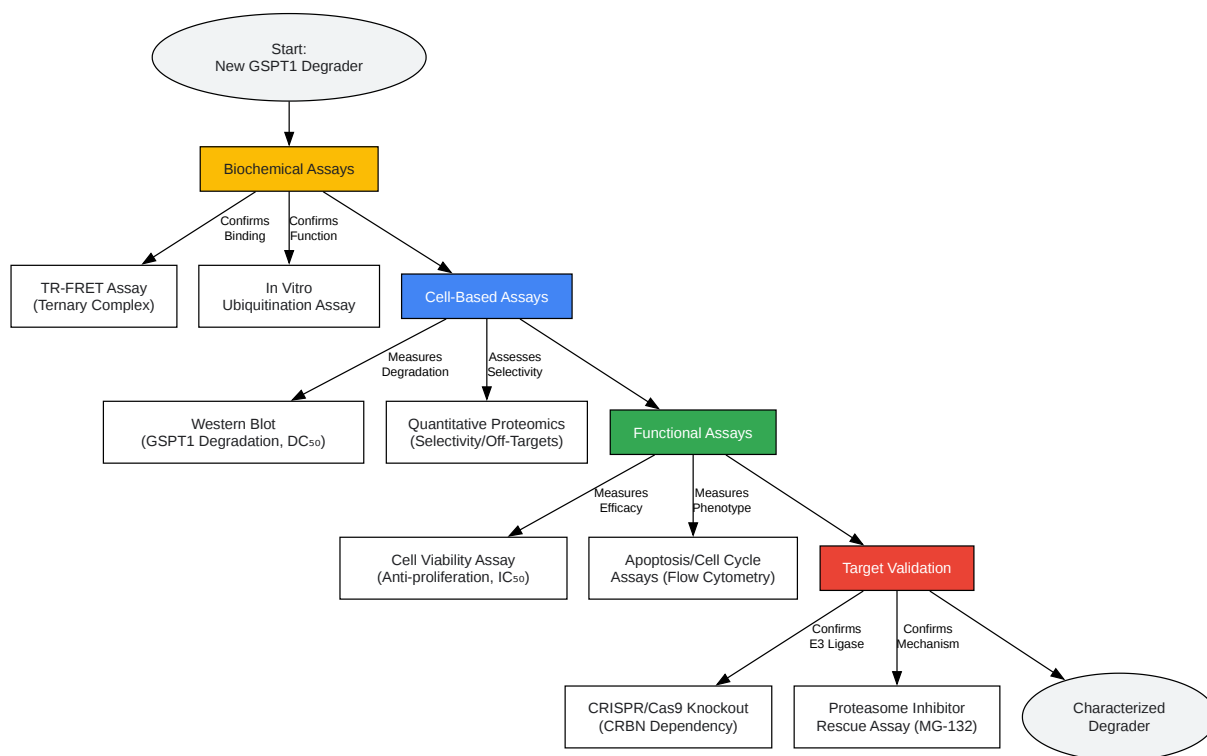 Start:
New GSPT1 Degrader
Biochemical Assays
Confirms
Binding
Confirms
Function
TR-FRET Assay
(Ternary Complex)
In Vitro
Ubiquitination Assay
Cell-Based Assays
Measures
Degradation
Assesses
Selectivity
Western Blot
(GSPT1 Degradation, DC₅₀)
Quantitative Proteomics
(Selectivity/Off-Targets)
Functional Assays
Measures
Efficacy
Measures
Phenotype
Cell Viability Assay
(Anti-proliferation, IC₅₀)
Apoptosis/Cell Cycle
Assays (Flow Cytometry)
Target Validation
Confirms
E3 Ligase
Confirms
Mechanism
CRISPR/Cas9 Knockout
(CRBN Dependency)
Proteasome Inhibitor
Rescue Assay (MG-132)
Characterized
Degrader